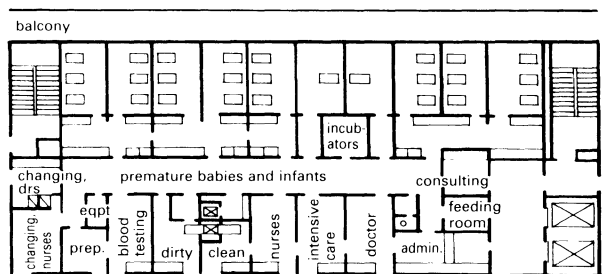 balcony
incub-
ators
changing,
drs
premature babies and infants
consulting
feeding
room
eqpt
changing,
nurses
prep.
blood
testing
dirty
clean
nurses
intensive
care
doctor
admin.